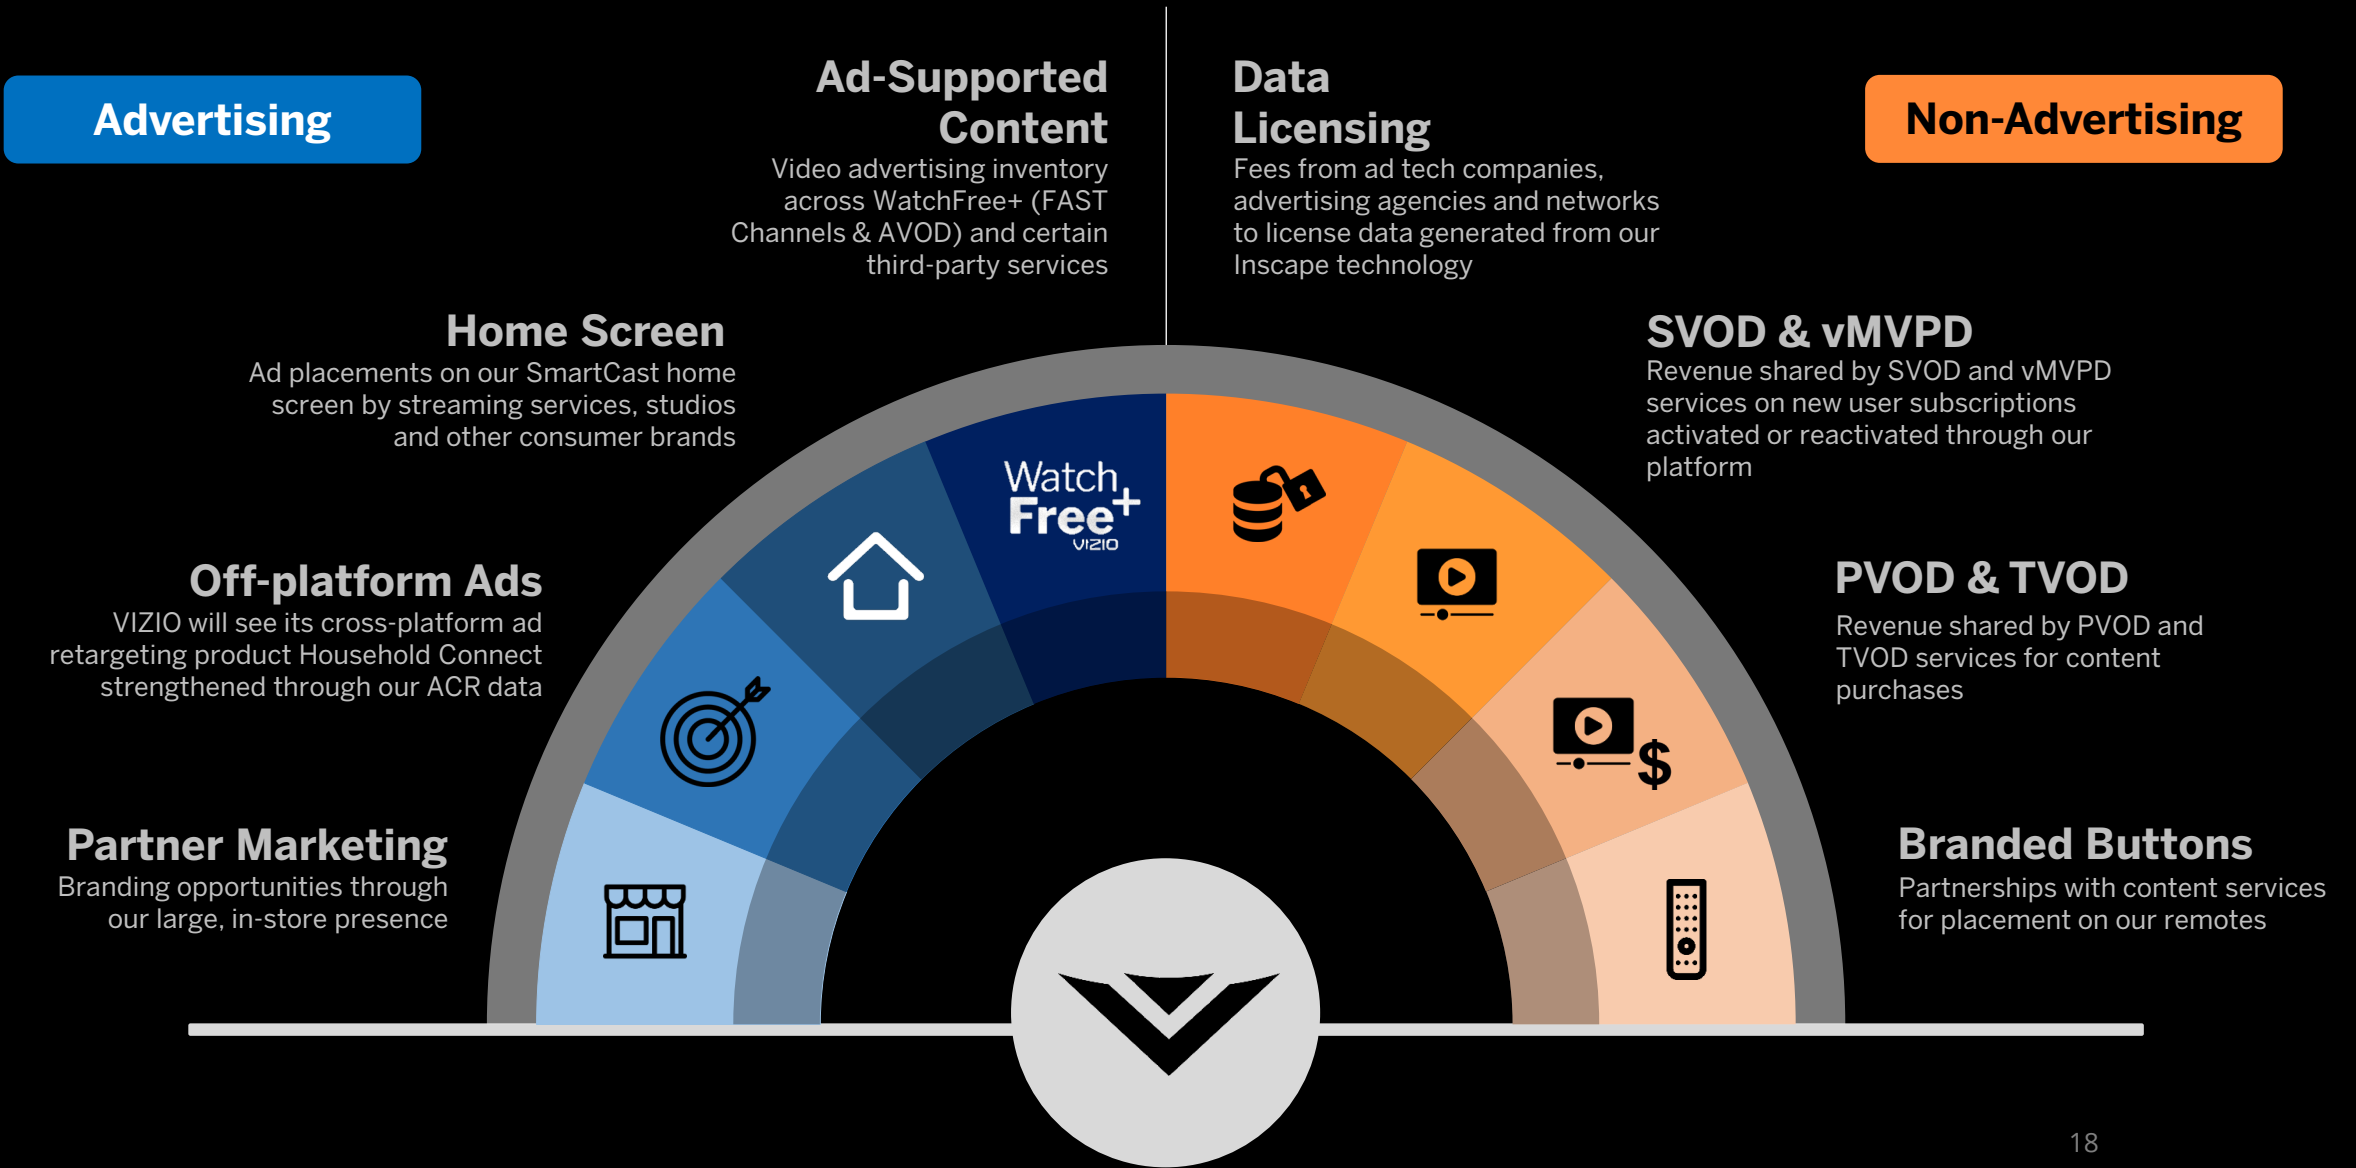 Advertising
Ad-Supported
Content
Video advertising inventory
across WatchFree+ (FAST
Channels & AVOD) and certain
third-party services
Data
Licensing
Fees from ad tech companies,
advertising agencies and networks
to license data generated from our
Inscape technology
Non-Advertising
Home Screen
Ad placements on our SmartCast home
screen by streaming services, studios
and other consumer brands
SVOD & vMVPD
Revenue shared by SVOD and vMVPD
services on new user subscriptions
activated or reactivated through our
platform
Watch
Free+
VIZIO
Off-platform Ads
VIZIO will see its cross-platform ad
retargeting product Household Connect
strengthened through our ACR data
PVOD & TVOD
Revenue shared by PVOD and
TVOD services for content
purchases
$
Partner Marketing
Branding opportunities through
our large, in-store presence
Branded Buttons
Partnerships with content services
for placement on our remotes
18